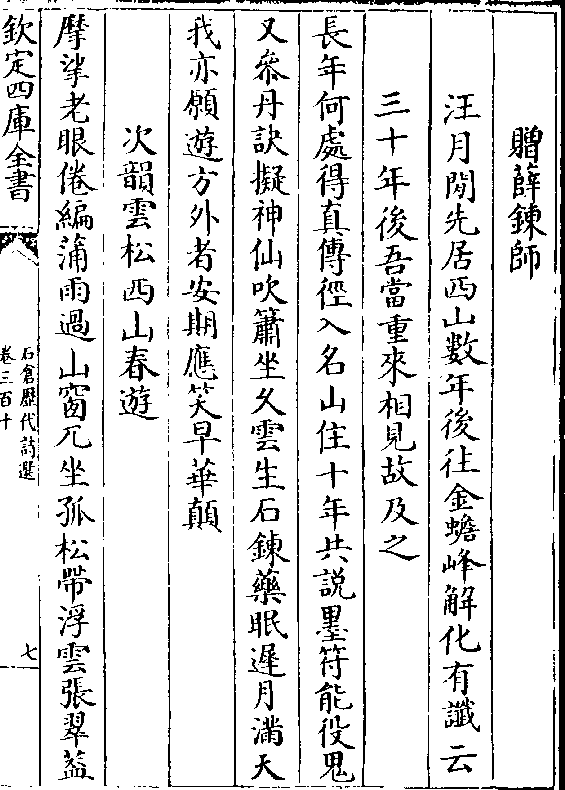 贈薛鍊師
汪月閒先居西山數年後往金蟾峰解化有讖云
三十年後吾當重來相見故及之
長年何處得真傳徑入名山住十年共說墨符能役鬼
又叅丹訣擬神仙吹簫坐久雲生石鍊藥眠遲月滿天
我亦願遊方外者安期應笑早華顛
次韻雲松西山春遊
摩挲老眼倦編蒲雨過山窗兀坐孤松帶浮雲張翠葢
欽定四庫全書
石倉歷代詩選
卷三百十
七